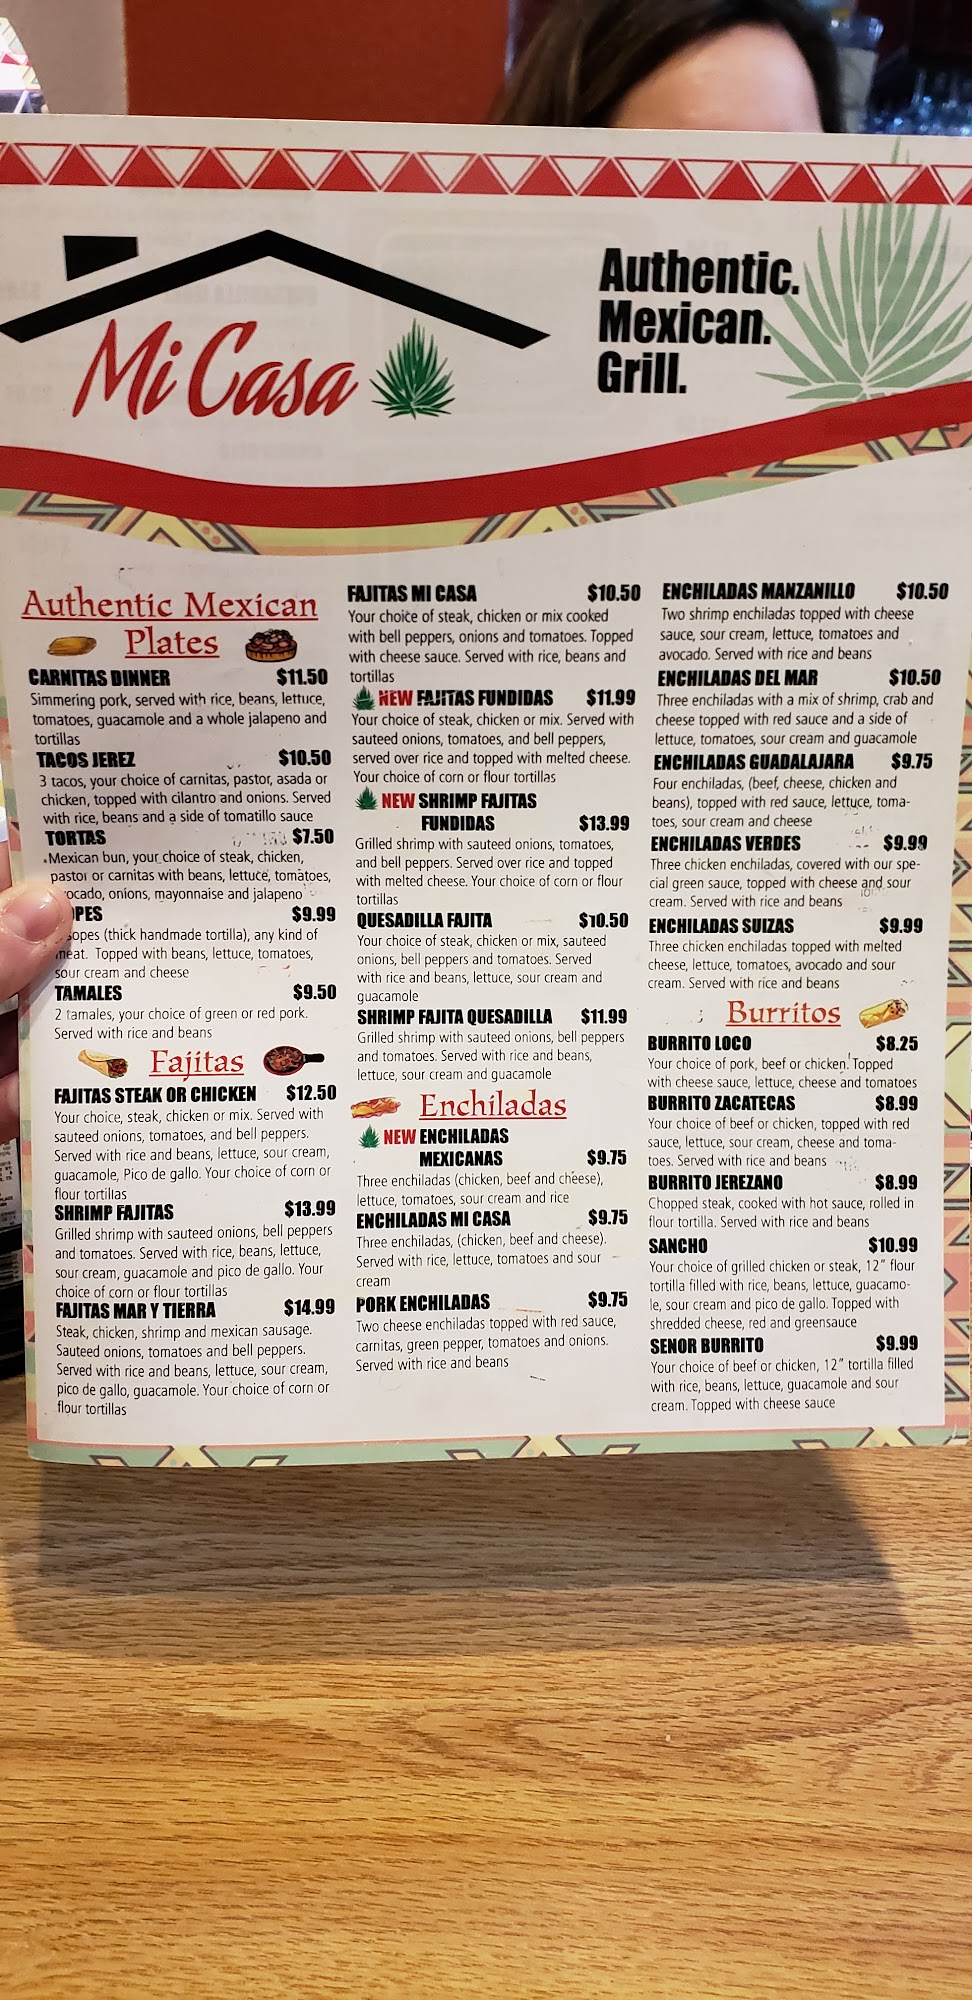 Mi Casa
Authentic.
Mexican.
Grill.
Authentic Mexican
Plates
CARNITAS DINNER $11.50
Simmering pork, served with rice, beans, lettuce,
tomatoes, guacamole and a whole jalapeno and
tortillas
TACOS JEREZ $10.50
3 tacos, your choice of carnitas, pastor, asada or
chicken, topped with cilantro and onions. Served
with rice, beans and a side of tomatillo sauce
TORTAS $7.50
Mexican bun, your choice of steak, chicken,
pastor or carnitas with beans, lettuce, tomatoes,
ocado, onions, mayonnaise and jalapeno
OPES $9.99
sopes (thick handmade tortilla), any kind of
meat. Topped with beans, lettuce, tomatoes,
sour cream and cheese
TAMALES $9.50
2 tamales, your choice of green or red pork.
Served with rice and beans
Fajitas
FAJITAS STEAK OR CHICKEN $12.50
Your choice, steak, chicken or mix. Served with
sauteed onions, tomatoes, and bell peppers.
Served with rice and beans, lettuce, sour cream,
guacamole, Pico de gallo. Your choice of corn or
flour tortillas
SHRIMP FAJITAS $13.99
Grilled shrimp with sauteed onions, bell peppers
and tomatoes. Served with rice, beans, lettuce,
sour cream, guacamole and pico de gallo. Your
choice of corn or flour tortillas
FAJITAS MAR Y TIERRA $14.99
Steak, chicken, shrimp and mexican sausage.
Sauteed onions, tomatoes and bell peppers.
Served with rice and beans, lettuce, sour cream,
pico de gallo, guacamole. Your choice of corn or
flour tortillas
FAJITAS MI CASA $10.50
Your choice of steak, chicken or mix cooked
with bell peppers, onions and tomatoes. Topped
with cheese sauce. Served with rice, beans and
tortillas
NEW FAJITAS FUNDIDAS $11.99
Your choice of steak, chicken or mix. Served with
sauteed onions, tomatoes, and bell peppers,
served over rice and topped with melted cheese.
Your choice of corn or flour tortillas
NEW SHRIMP FAJITAS
FUNDIDAS $13.99
Grilled shrimp with sauteed onions, tomatoes,
and bell peppers. Served over rice and topped
with melted cheese. Your choice of corn or flour
tortillas
QUESADILLA FAJITA $10.50
Your choice of steak, chicken or mix, sauteed
onions, bell peppers and tomatoes. Served
with rice and beans, lettuce, sour cream and
guacamole
SHRIMP FAJITA QUESADILLA $11.99
Grilled shrimp with sauteed onions, bell peppers
and tomatoes. Served with rice and beans,
lettuce, sour cream and guacamole
Enchiladas
NEW ENCHILADAS
MEXICANAS $9.75
Three enchiladas (chicken, beef and cheese),
lettuce, tomatoes, sour cream and rice
ENCHILADAS MI CASA $9.75
Three enchiladas, (chicken, beef and cheese).
Served with rice, lettuce, tomatoes and sour
cream
PORK ENCHILADAS $9.75
Two cheese enchiladas topped with red sauce,
carnitas, green pepper, tomatoes and onions.
Served with rice and beans
ENCHILADAS MANZANILLO $10.50
Two shrimp enchiladas topped with cheese
sauce, sour cream, lettuce, tomatoes and
avocado. Served with rice and beans
ENCHILADAS DEL MAR $10.50
Three enchiladas with a mix of shrimp, crab and
cheese topped with red sauce and a side of
lettuce, tomatoes, sour cream and guacamole
ENCHILADAS GUADALAJARA $9.75
Four enchiladas, (beef, cheese, chicken and
beans), topped with red sauce, lettuce, toma-
toes, sour cream and cheese
ENCHILADAS VERDES $9.99
Three chicken enchiladas, covered with our spe-
cial green sauce, topped with cheese and sour
cream. Served with rice and beans
ENCHILADAS SUIZAS $9.99
Three chicken enchiladas topped with melted
cheese, lettuce, tomatoes, avocado and sour
cream. Served with rice and beans
Burritos
BURRITO LOCO $8.25
Your choice of pork, beef or chicken. Topped
with cheese sauce, lettuce, cheese and tomatoes
BURRITO ZACATECAS $8.99
Your choice of beef or chicken, topped with red
sauce, lettuce, sour cream, cheese and toma-
toes. Served with rice and beans
BURRITO JEREZANO $8.99
Chopped steak, cooked with hot sauce, rolled in
flour tortilla. Served with rice and beans
SANCHO $10.99
Your choice of grilled chicken or steak, 12" flour
tortilla filled with rice, beans, lettuce, guacamo-
le, sour cream and pico de gallo. Topped with
shredded cheese, red and greensauce
SENOR BURRITO $9.99
Your choice of beef or chicken, 12" tortilla filled
with rice, beans, lettuce, guacamole and sour
cream. Topped with cheese sauce